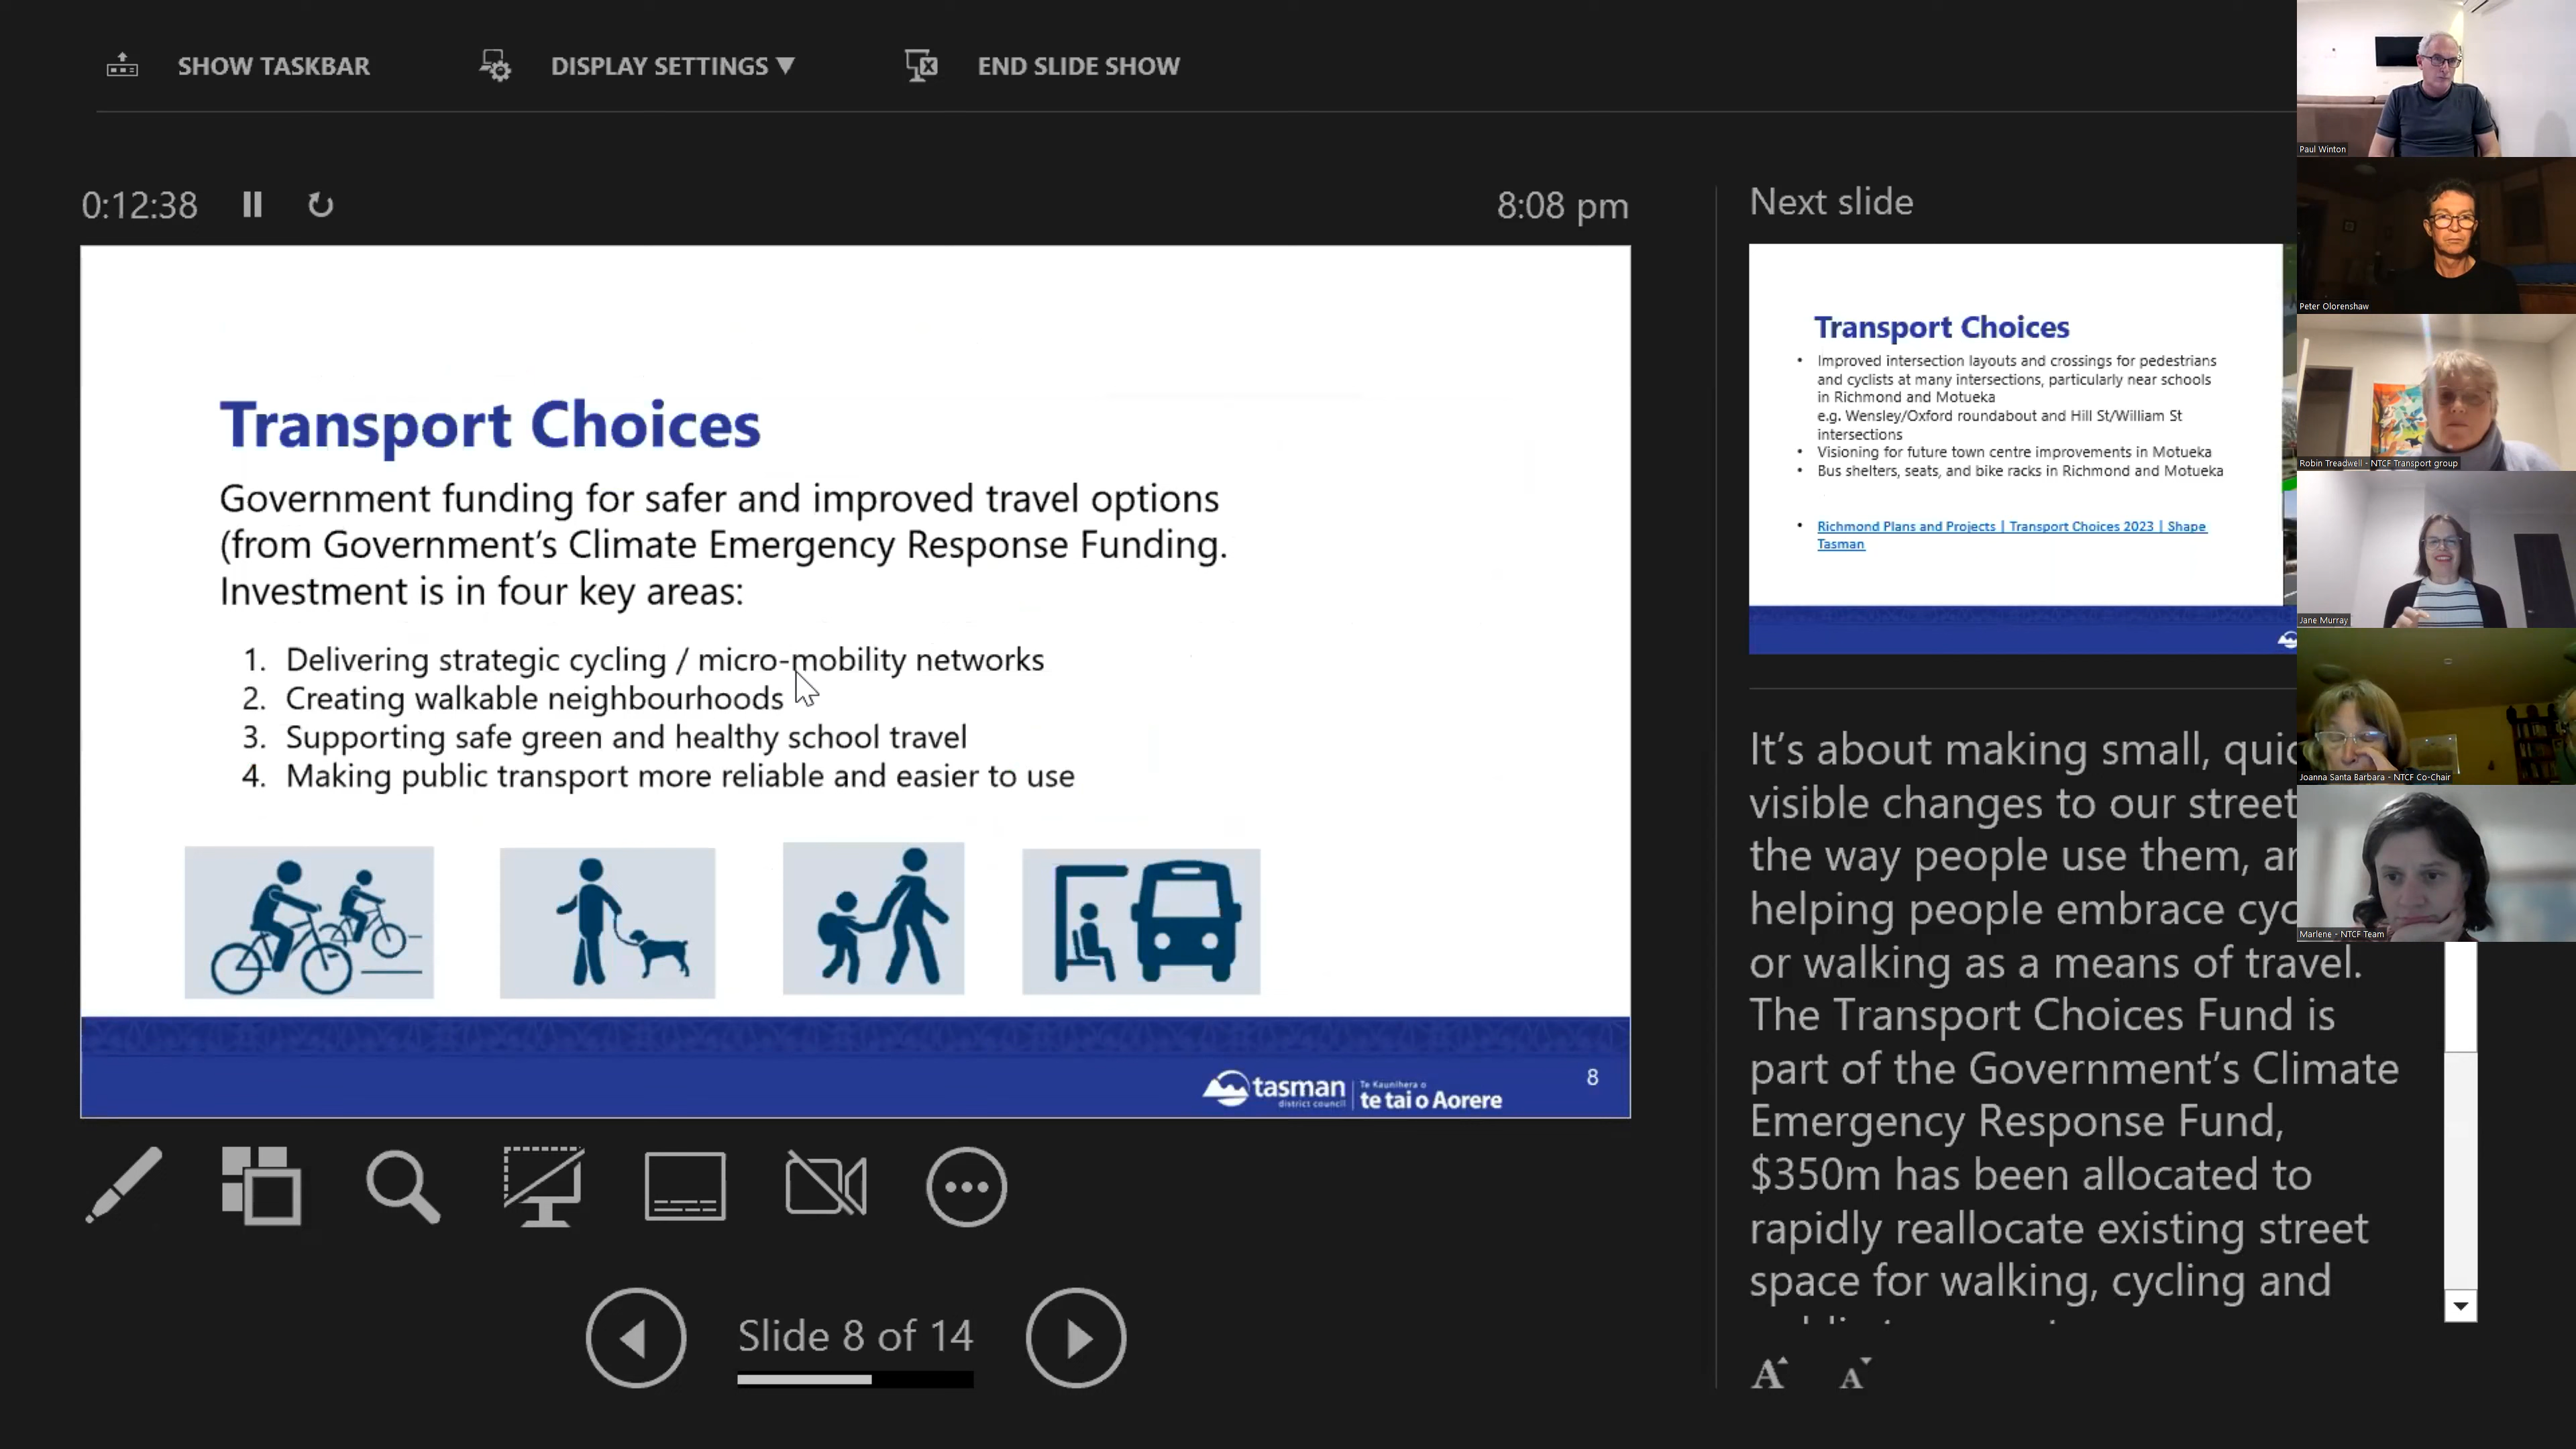 SHOW TASKBAR
DISPLAY SETTINGS ▼
END SLIDE SHOW
0:12:38
8:08 pm
Transport Choices
Government funding for safer and improved travel options
(from Government's Climate Emergency Response Funding.
Investment is in four key areas:
1. Delivering strategic cycling / micro-mobility networks
2. Creating walkable neighbourhoods
3. Supporting safe green and healthy school travel
4. Making public transport more reliable and easier to use
tasman
district council
Te Kaunihera o
te tai o Aorere
8
Slide 8 of 14
Next slide
Transport Choices
• Improved intersection layouts and crossings for pedestrians
and cyclists at many intersections, particularly near schools
in Richmond and Motueka
e.g. Wensley/Oxford roundabout and Hill St/William St
intersections
• Visioning for future town centre improvements in Motueka
• Bus shelters, seats, and bike racks in Richmond and Motueka
• Richmond Plans and Projects | Transport Choices 2023 | Shape
Tasman
It's about making small,
visible changes to our
the way people use them,
helping people embrace
or walking as a means of travel.
The Transport Choices Fund is
part of the Government's Climate
Emergency Response Fund,
$350m has been allocated to
rapidly reallocate existing street
space for walking, cycling and
A A
Paul Winton
Peter Olorenshaw
Robin Treadwell - NTCF Transport group
Jane Murray
Joanna Santa Barbara - NTCF Co-Chair
Marlene - NTCF Team